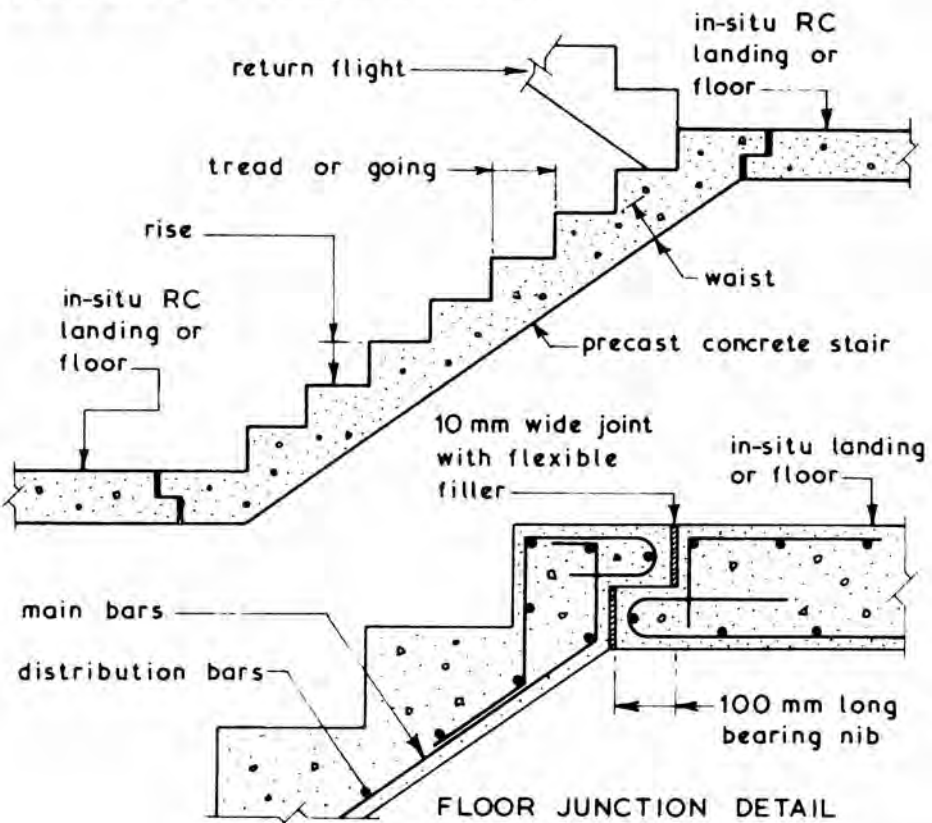 return flight
in-situ RC
landing or
floor
tread or going
rise
waist
in-situ RC
landing or
floor
precast concrete stair
10 mm wide joint
with flexible
filler
in-situ landing
or floor
main bars
distribution bars
100 mm long
bearing nib
FLOOR JUNCTION DETAIL